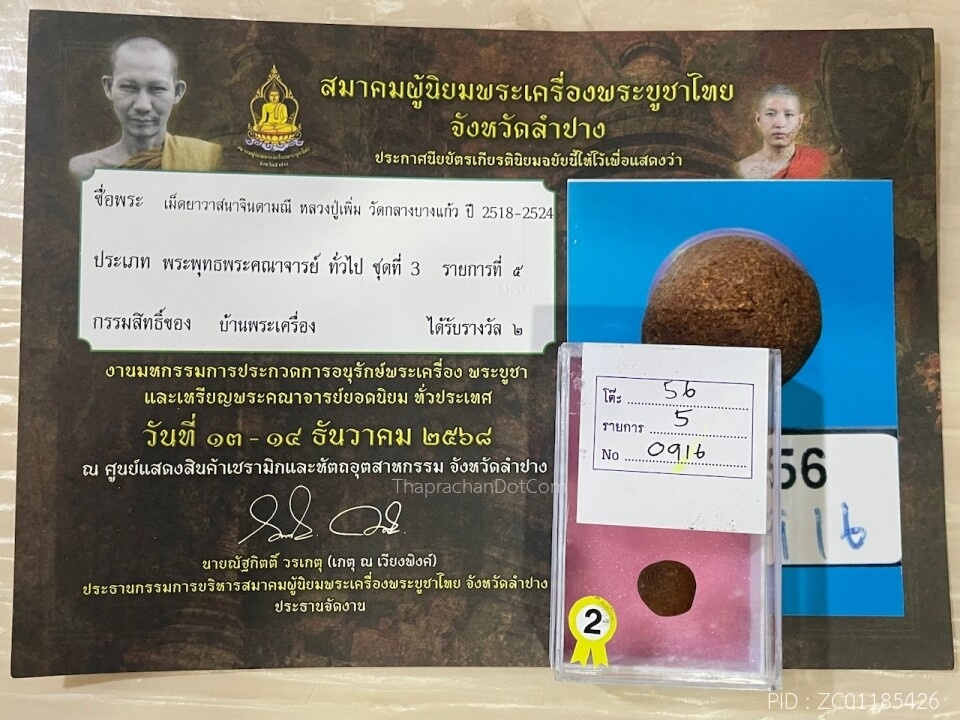 สมาคมผู้นิยมพระเครื่องพระบูชาไทย
จังหวัดลำปาง
ประกาศนียบัตรเกียรตินิยมฉบับนี้ให้ไว้เพื่อแสดงว่า
ชื่อพระ เม็ดยาวาสนาจินดามณี หลวงปู่เพิ่ม วัดกลางบางแก้ว ปี 2518-2524
ประเภท พระพุทธพระคณาจารย์ ทั่วไป ชุดที่ 3 รายการที่ ๕
กรรมสิทธิ์ของ บ้านพระเครื่อง ได้รับรางวัล ๒
งานมหกรรมการประกวดการอนุรักษ์พระเครื่อง พระบูชา
และเหรียญพระคณาจารย์ยอดนิยม ทั่วประเทศ
วันที่ ๑๓ - ๑๔ ธันวาคม ๒๕๖๘
ณ ศูนย์แสดงสินค้าเซรามิกและหัตถอุตสาหกรรม จังหวัดลำปาง
ThaprachanDotCom
นายณัฐกิตติ์ วรเกตุ (เกตุ ณ เวียงพิงค์)
ประธานกรรมการบริหารสมาคมผู้นิยมพระเครื่องพระบูชาไทย จังหวัดลำปาง
ประธานจัดงาน
โต๊ะ 56
รายการ 5
No 0916
56
916
2
PID : ZC01185426